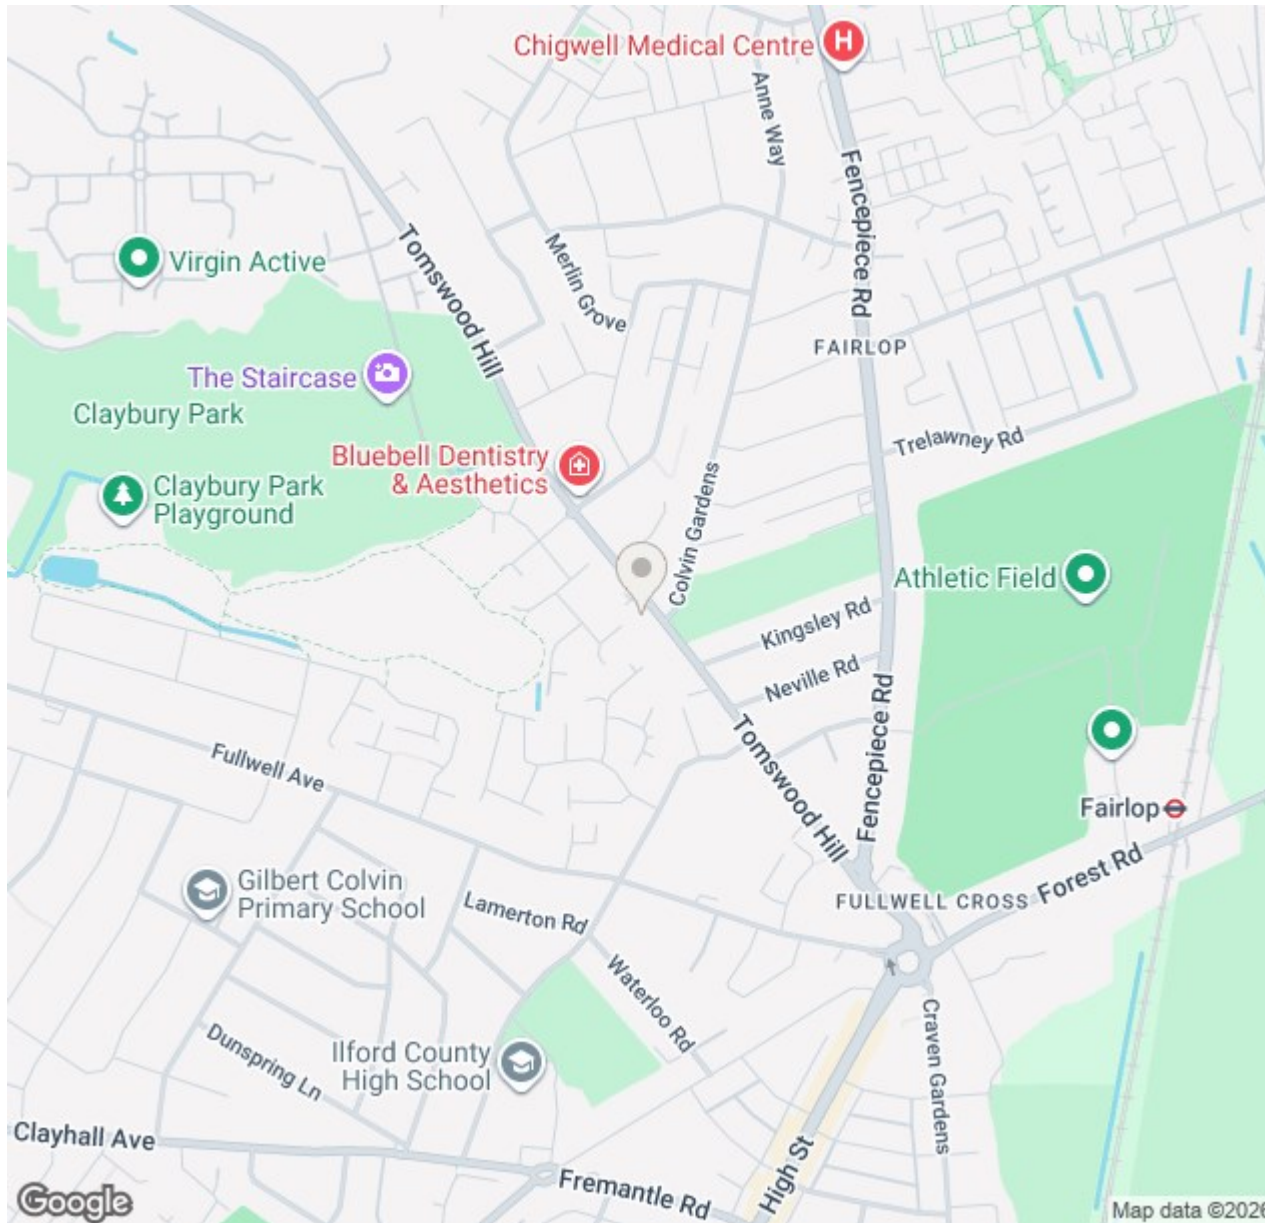 Chigwell Medical Centre
H
Anne Way
Fencepiece Rd
Tomswood Hill
Merlin Grove
Virgin Active
FAIRLOP
The Staircase
Claybury Park
Trelawney Rd
Bluebell Dentistry
& Aesthetics
Claybury Park
Playground
Colvin Gardens
Athletic Field
Kingsley Rd
Neville Rd
Fencepiece Rd
Tomswood Hill
Fullwell Ave
Fairlop
Forest Rd
Gilbert Colvin
Primary School
FULLWELL CROSS
Lamerton Rd
Waterloo Rd
Craven Gardens
Dunspring Ln
Ilford County
High School
Clayhall Ave
High St
Fremantle Rd
Google
Map data ©2026